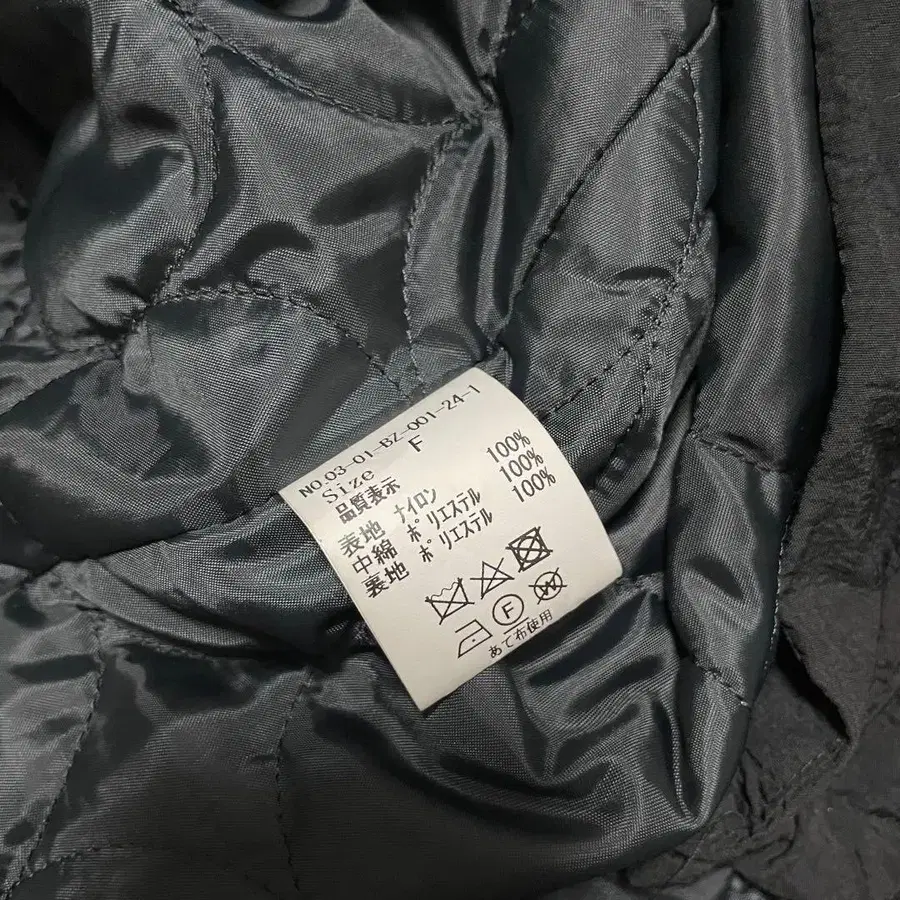 NO.03-01-BZ-001-24-1
Size F
品質表示
表地 ナイロン 100%
中綿 ポリエステル 100%
裏地 ポリエステル 100%
F W
あて布使用